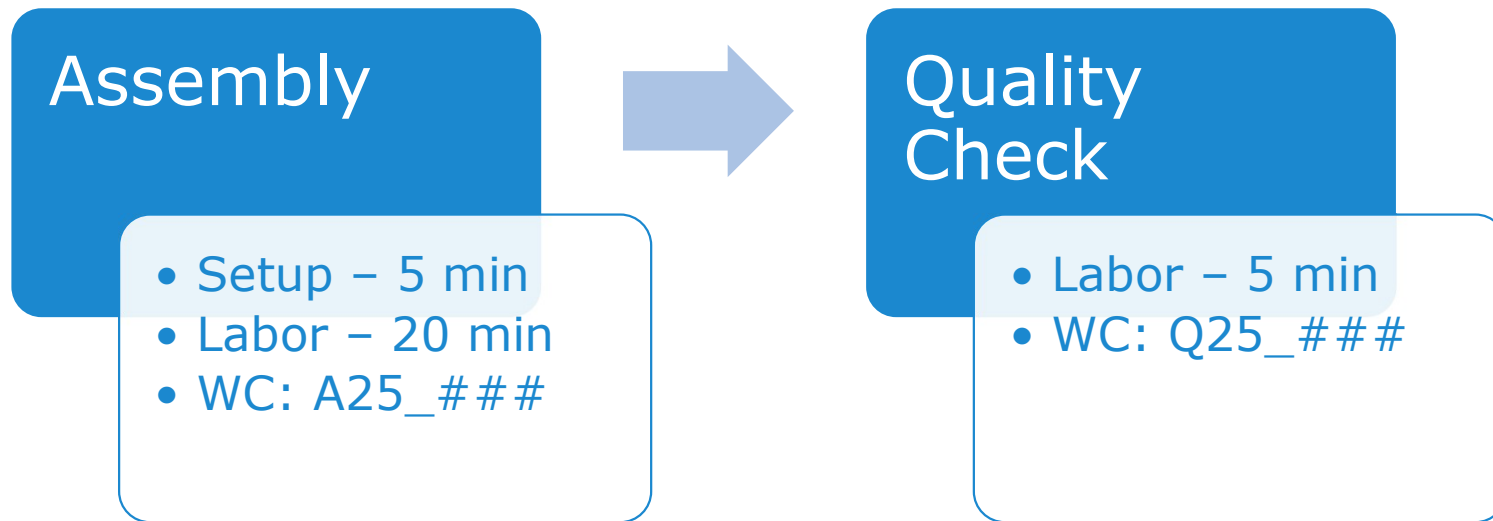 Assembly
• Setup – 5 min
• Labor – 20 min
• WC: A25_###
Quality
Check
• Labor – 5 min
• WC: Q25_###